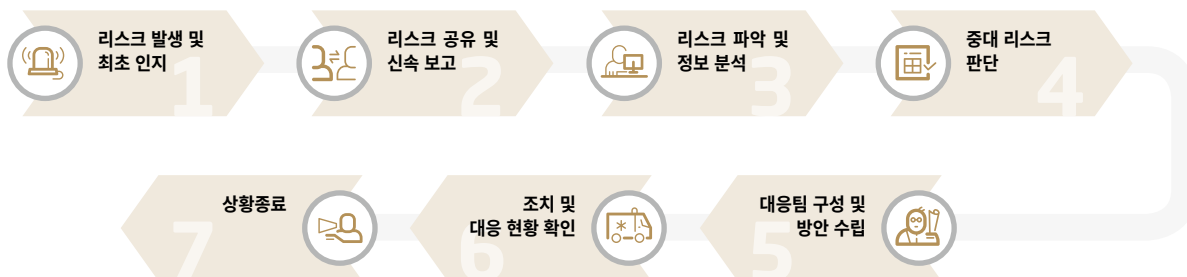 리스크 발생 및
최초 인지
1
리스크 공유 및
신속 보고
2
리스크 파악 및
정보 분석
3
중대 리스크
판단
4
대응팀 구성 및
방안 수립
5
조치 및
대응 현황 확인
6
상황종료
7